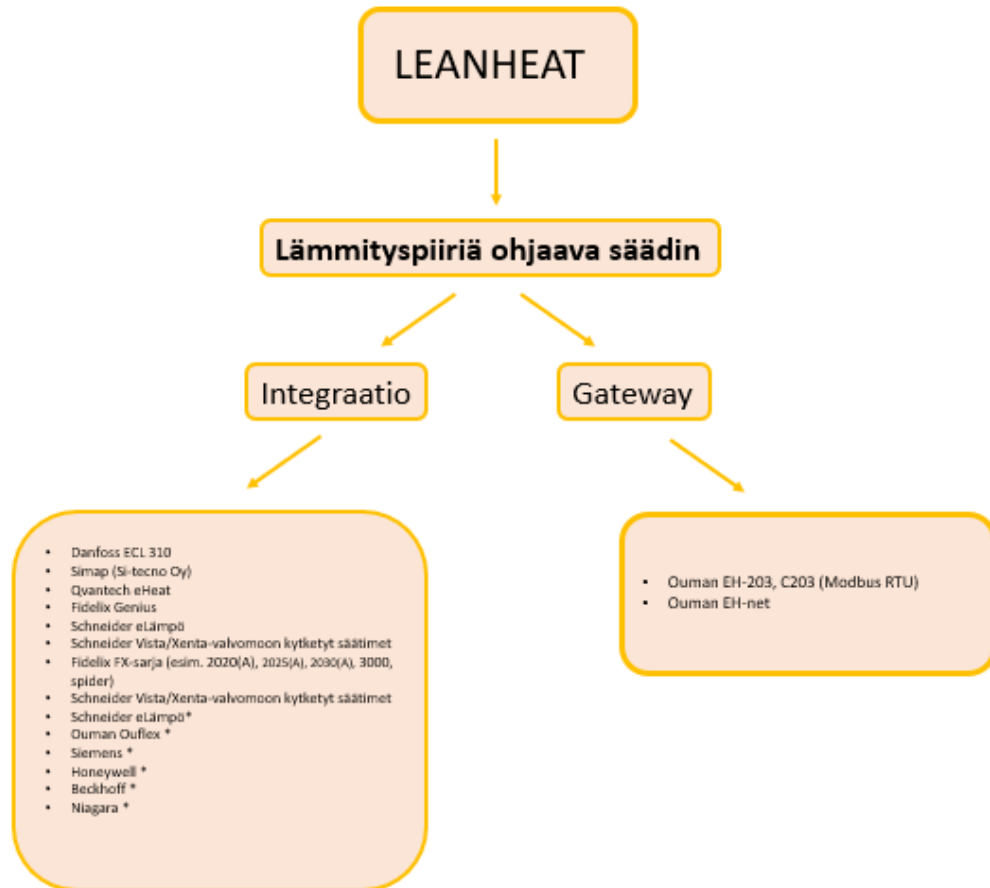 LEANHEAT
Lämmityspiiriä ohjaava säädin
Integraatio
Gateway
• Danfoss ECL 310
• Simap (Si-tecno Oy)
• Qvantech eHeat
• Fidelix Genius
• Schneider eLämpö
• Schneider Vista/Xenta-valvomoon kytketyt säätimet
• Fidelix FX-sarja (esim. 2020(A), 2025(A), 2030(A), 3000,
spider)
• Schneider Vista/Xenta-valvomoon kytketyt säätimet
• Schneider eLämpö*
• Ouman Ouflex *
• Siemens *
• Honeywell *
• Beckhoff *
• Niagara *
• Ouman EH-203, C203 (Modbus RTU)
• Ouman EH-net